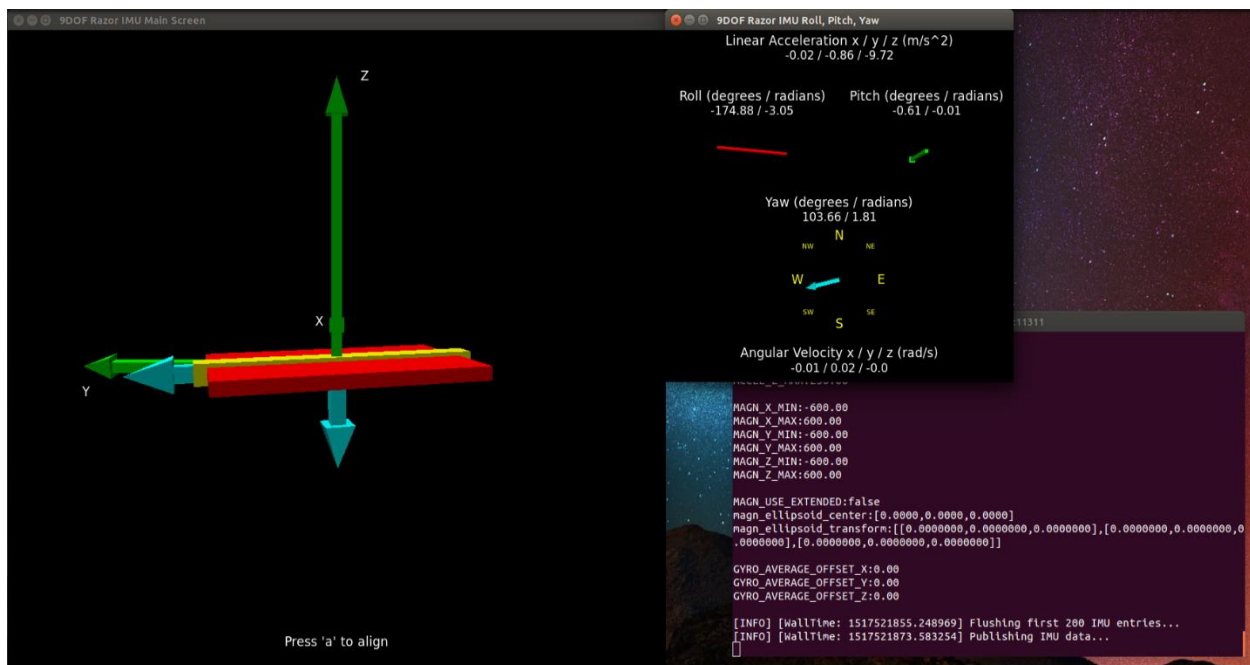 9DOF Razor IMU Main Screen
Z
X
Y
Press 'a' to align
9DOF Razor IMU Roll, Pitch, Yaw
Linear Acceleration x / y / z (m/s^2)
-0.02 / -0.86 / -9.72
Roll (degrees / radians) Pitch (degrees / radians)
-174.88 / -3.05 -0.61 / -0.01
Yaw (degrees / radians)
103.66 / 1.81
N
NW NE
W E
SW SE
S
Angular Velocity x / y / z (rad/s)
-0.01 / 0.02 / -0.0
:11311
MAGN_X_MIN:-600.00
MAGN_X_MAX:600.00
MAGN_Y_MIN:-600.00
MAGN_Y_MAX:600.00
MAGN_Z_MIN:-600.00
MAGN_Z_MAX:600.00
MAGN_USE_EXTENDED:false
magn_ellipsoid_center:[0.0000,0.0000,0.0000]
magn_ellipsoid_transform:[[0.0000000,0.0000000,0.0000000],[0.0000000,0.0000000,0
.0000000],[0.0000000,0.0000000,0.0000000]]
GYRO_AVERAGE_OFFSET_X:0.00
GYRO_AVERAGE_OFFSET_Y:0.00
GYRO_AVERAGE_OFFSET_Z:0.00
[INFO] [WallTime: 1517521855.248969] Flushing first 200 IMU entries...
[INFO] [WallTime: 1517521873.583254] Publishing IMU data...